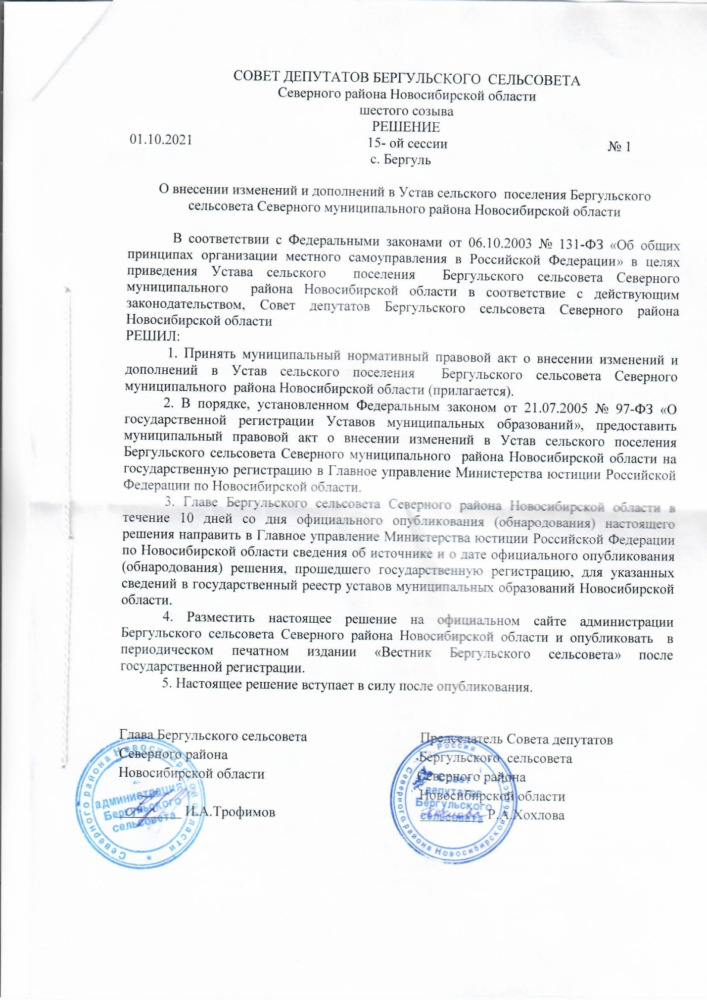 СОВЕТ ДЕПУТАТОВ БЕРГУЛЬСКОГО СЕЛЬСОВЕТА
Северного района Новосибирской области
шестого созыва
РЕШЕНИЕ
01.10.2021 15- ой сессии № 1
с. Бергуль
О внесении изменений и дополнений в Устав сельского поселения Бергульского
сельсовета Северного муниципального района Новосибирской области
В соответствии с Федеральными законами от 06.10.2003 № 131-ФЗ «Об общих
принципах организации местного самоуправления в Российской Федерации» в целях
приведения Устава сельского поселения Бергульского сельсовета Северного
муниципального района Новосибирской области в соответствие с действующим
законодательством, Совет депутатов Бергульского сельсовета Северного района
Новосибирской области
РЕШИЛ:
1. Принять муниципальный нормативный правовой акт о внесении изменений и
дополнений в Устав сельского поселения Бергульского сельсовета Северного
муниципального района Новосибирской области (прилагается).
2. В порядке, установленном Федеральным законом от 21.07.2005 № 97-ФЗ «О
государственной регистрации Уставов муниципальных образований», предоставить
муниципальный правовой акт о внесении изменений в Устав сельского поселения
Бергульского сельсовета Северного муниципального района Новосибирской области на
государственную регистрацию в Главное управление Министерства юстиции Российской
Федерации по Новосибирской области.
3. Главе Бергульского сельсовета Северного района Новосибирской области в
течение 10 дней со дня официального опубликования (обнародования) настоящего
решения направить в Главное управление Министерства юстиции Российской Федерации
по Новосибирской области сведения об источнике и о дате официального опубликования
(обнародования) решения, прошедшего государственную регистрацию, для указанных
сведений в государственный реестр уставов муниципальных образований Новосибирской
области.
4. Разместить настоящее решение на официальном сайте администрации
Бергульского сельсовета Северного района Новосибирской области и опубликовать в
периодическом печатном издании «Вестник Бергульского сельсовета» после
государственной регистрации.
5. Настоящее решение вступает в силу после опубликования.
Глава Бергульского сельсовета
Северного района
Новосибирской области
И.А.Трофимов
Председатель Совета депутатов
Бергульского сельсовета
Северного района
Новосибирской области
Р.А.Хохлова
Северного района Новосибирской области *
администрация
Бергульского
сельсовета
Россия
Северного района Новосибирской
Совет
депутатов
Бергульского
сельсовета